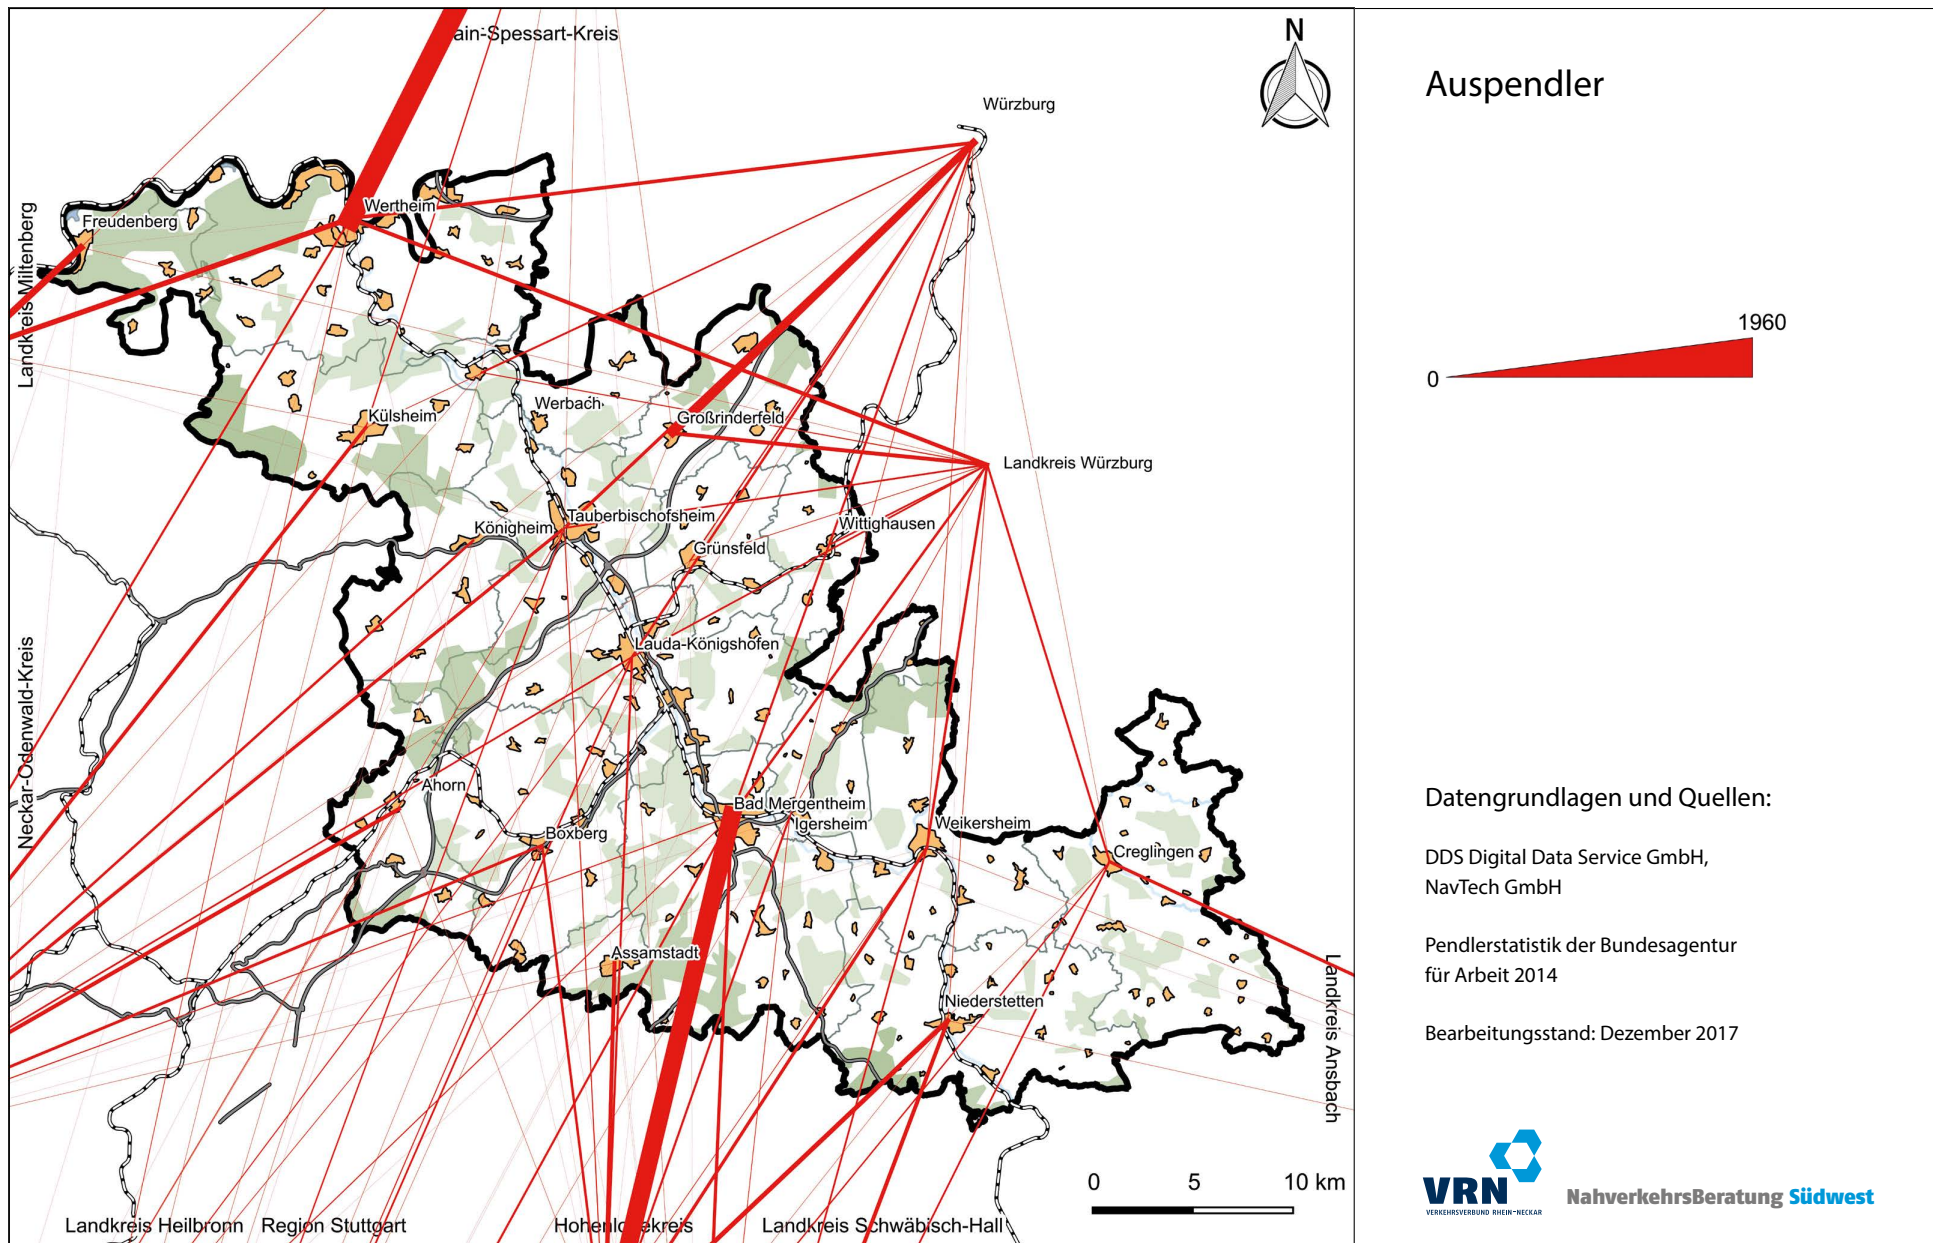 ain-Spessart-Kreis
N
Würzburg
Wertheim
Freudenberg
Landkreis Miltenberg
Werbach
Külsheim
Großrinderfeld
Landkreis Würzburg
Tauberbischofsheim
Königheim
Wittighausen
Grünsfeld
Lauda-Königshofen
Neckar-Odenwald-Kreis
Ahorn
Bad Mergentheim
Igersheim
Boxberg
Weikersheim
Creglingen
Assamstadt
Niederstetten
Landkreis Ansbach
0 5 10 km
Landkreis Heilbronn
Region Stuttgart
Hohenlohekreis
Landkreis Schwäbisch-Hall
Auspendler
1960
0
Datengrundlagen und Quellen:
DDS Digital Data Service GmbH,
NavTech GmbH
Pendlerstatistik der Bundesagentur
für Arbeit 2014
Bearbeitungsstand: Dezember 2017
VRN
VERKEHRSVERBUND RHEIN-NECKAR
NahverkehrsBeratung Südwest